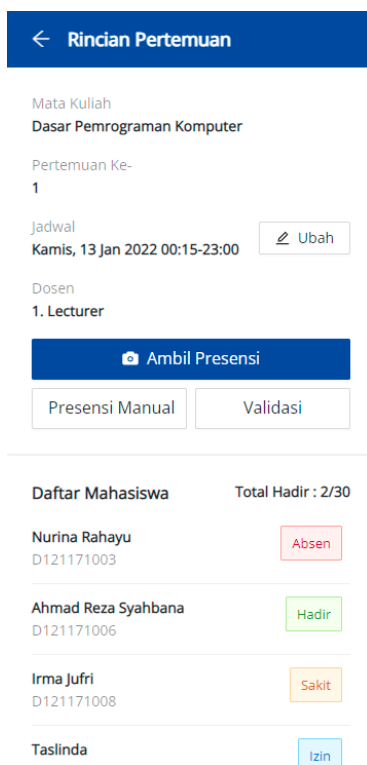 Rincian Pertemuan
Mata Kuliah
Dasar Pemrograman Komputer
Pertemuan Ke-
1
Jadwal
Kamis, 13 Jan 2022 00:15-23:00
Ubah
Dosen
1. Lecturer
Ambil Presensi
Presensi Manual
Validasi
Daftar Mahasiswa
Total Hadir : 2/30
Nurina Rahayu
Absen
D121171003
Ahmad Reza Syahbana
Hadir
D121171006
Irma Jufri
Sakit
D121171008
Taslinda
Izin